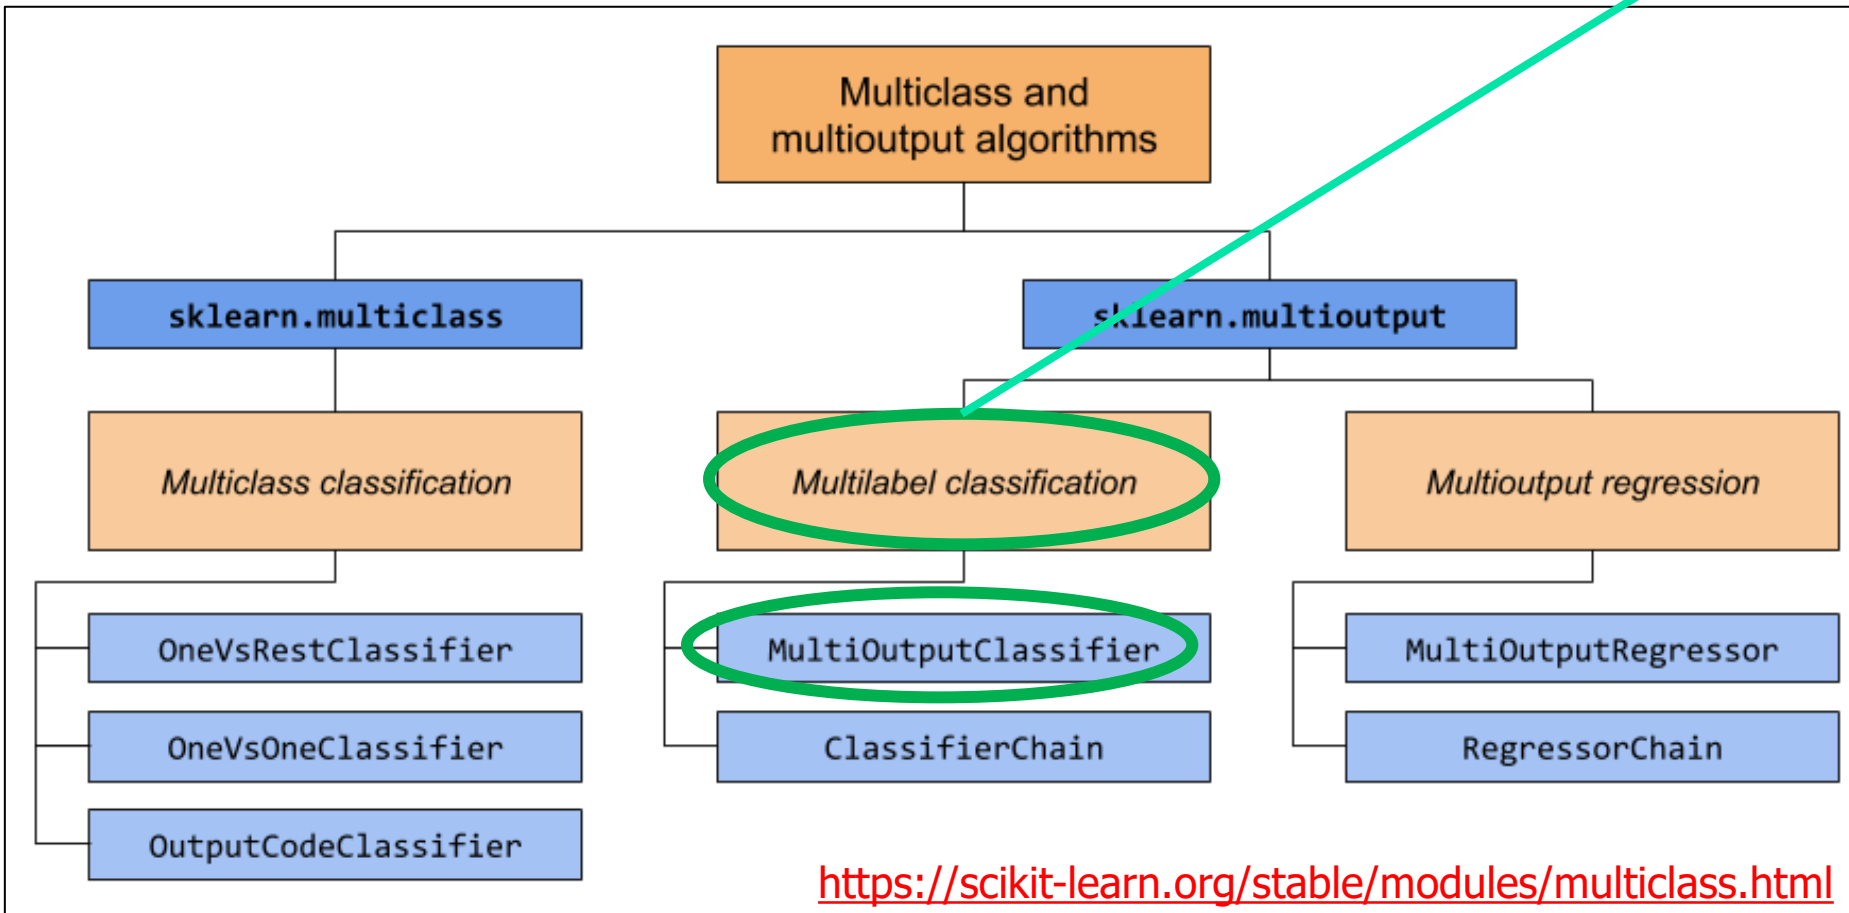 Multiclass and
multioutput algorithms
sklearn.multiclass
sklearn.multioutput
Multiclass classification
Multilabel classification
Multioutput regression
OneVsRestClassifier
MultiOutputClassifier
MultiOutputRegressor
OneVsOneClassifier
ClassifierChain
RegressorChain
OutputCodeClassifier
https://scikit-learn.org/stable/modules/multiclass.html